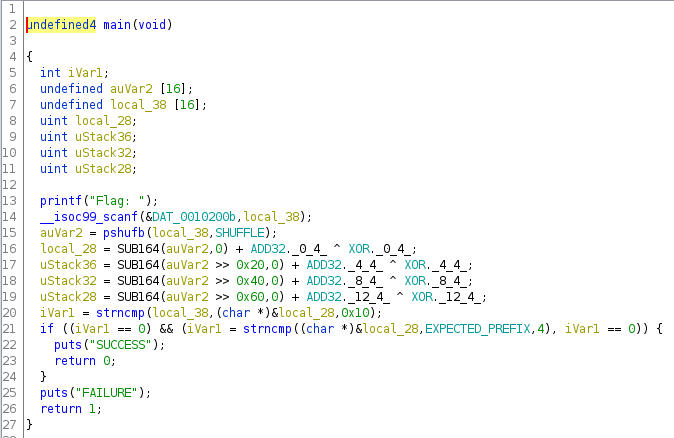 1
2 undefined4 main(void)
3
4 {
5 int iVar1;
6 undefined auVar2 [16];
7 undefined local_38 [16];
8 uint local_28;
9 uint uStack36;
10 uint uStack32;
11 uint uStack28;
12
13 printf("Flag: ");
14 __isoc99_scanf(&DAT_0010200b,local_38);
15 auVar2 = pshufb(local_38,SHUFFLE);
16 local_28 = SUB164(auVar2,0) + ADD32._0_4_ ^ XOR._0_4_;
17 uStack36 = SUB164(auVar2 >> 0x20,0) + ADD32._4_4_ ^ XOR._4_4_;
18 uStack32 = SUB164(auVar2 >> 0x40,0) + ADD32._8_4_ ^ XOR._8_4_;
19 uStack28 = SUB164(auVar2 >> 0x60,0) + ADD32._12_4_ ^ XOR._12_4_;
20 iVar1 = strncmp(local_38,(char *)&local_28,0x10);
21 if ((iVar1 == 0) && (iVar1 = strncmp((char *)&local_28,EXPECTED_PREFIX,4), iVar1 == 0)) {
22 puts("SUCCESS");
23 return 0;
24 }
25 puts("FAILURE");
26 return 1;
27 }